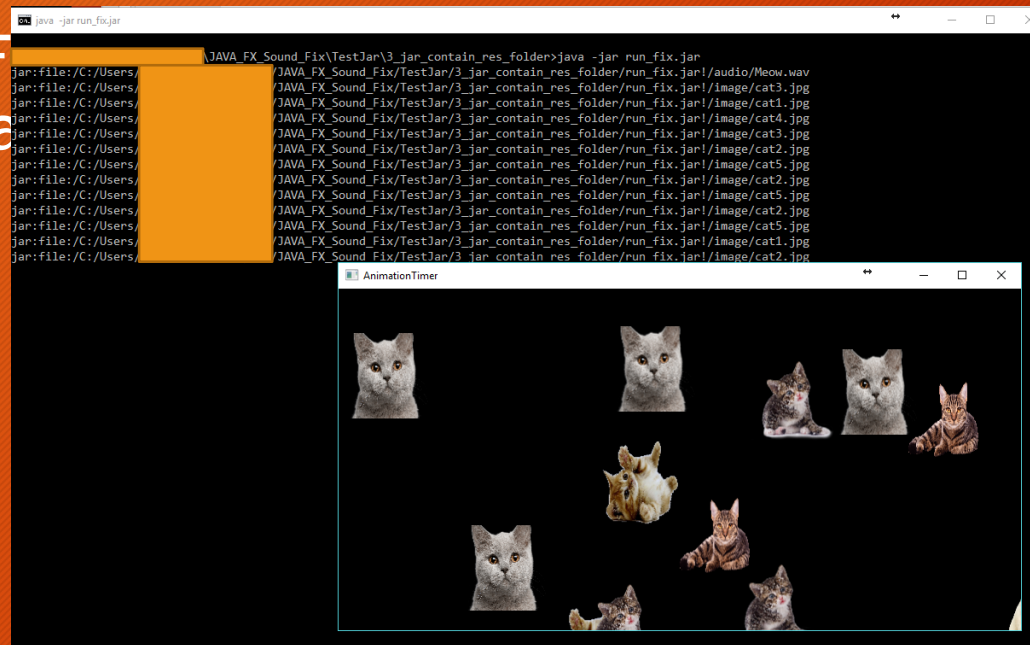 java -jar run_fix.jar
\JAVA_FX_Sound_Fix\TestJar\3_jar_contain_res_folder>java -jar run_fix.jar
jar:file:/C:/Users/ /JAVA_FX_Sound_Fix/TestJar/3_jar_contain_res_folder/run_fix.jar!/audio/Meow.wav
jar:file:/C:/Users/ /JAVA_FX_Sound_Fix/TestJar/3_jar_contain_res_folder/run_fix.jar!/image/cat3.jpg
jar:file:/C:/Users/ /JAVA_FX_Sound_Fix/TestJar/3_jar_contain_res_folder/run_fix.jar!/image/cat1.jpg
jar:file:/C:/Users/ /JAVA_FX_Sound_Fix/TestJar/3_jar_contain_res_folder/run_fix.jar!/image/cat4.jpg
jar:file:/C:/Users/ /JAVA_FX_Sound_Fix/TestJar/3_jar_contain_res_folder/run_fix.jar!/image/cat3.jpg
jar:file:/C:/Users/ /JAVA_FX_Sound_Fix/TestJar/3_jar_contain_res_folder/run_fix.jar!/image/cat2.jpg
jar:file:/C:/Users/ /JAVA_FX_Sound_Fix/TestJar/3_jar_contain_res_folder/run_fix.jar!/image/cat5.jpg
jar:file:/C:/Users/ /JAVA_FX_Sound_Fix/TestJar/3_jar_contain_res_folder/run_fix.jar!/image/cat2.jpg
jar:file:/C:/Users/ /JAVA_FX_Sound_Fix/TestJar/3_jar_contain_res_folder/run_fix.jar!/image/cat5.jpg
jar:file:/C:/Users/ /JAVA_FX_Sound_Fix/TestJar/3_jar_contain_res_folder/run_fix.jar!/image/cat2.jpg
jar:file:/C:/Users/ /JAVA_FX_Sound_Fix/TestJar/3_jar_contain_res_folder/run_fix.jar!/image/cat5.jpg
jar:file:/C:/Users/ /JAVA_FX_Sound_Fix/TestJar/3_jar_contain_res_folder/run_fix.jar!/image/cat1.jpg
jar:file:/C:/Users/ /JAVA_FX_Sound_Fix/TestJar/3_jar_contain_res_folder/run_fix.jar!/image/cat2.jpg
AnimationTimer